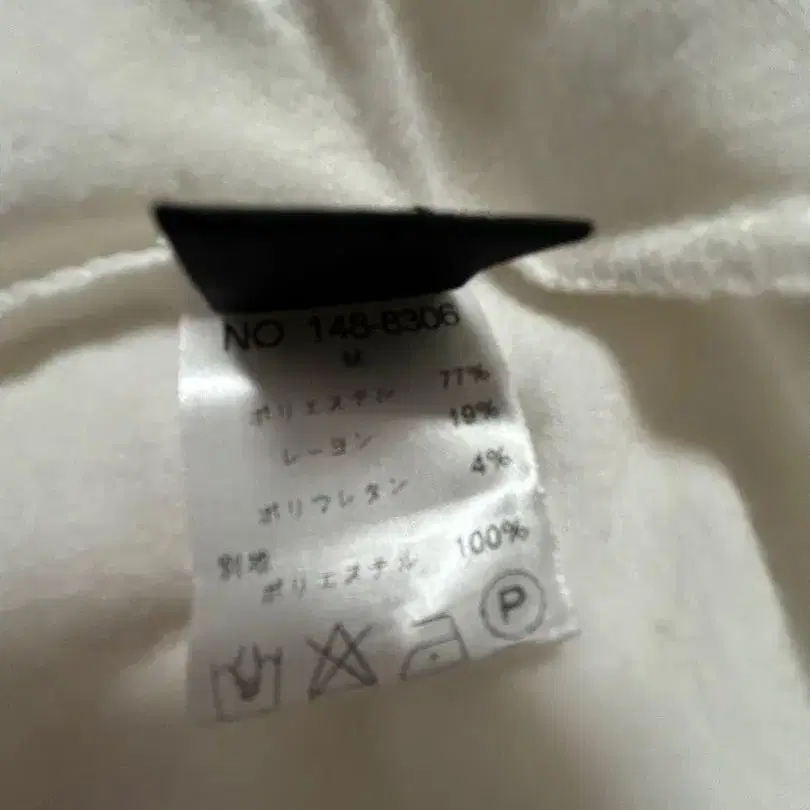 NO 148-8306
M
ポリエステル 77%
レーヨン 19%
ポリウレタン 4%
別地
ポリエステル 100%
P